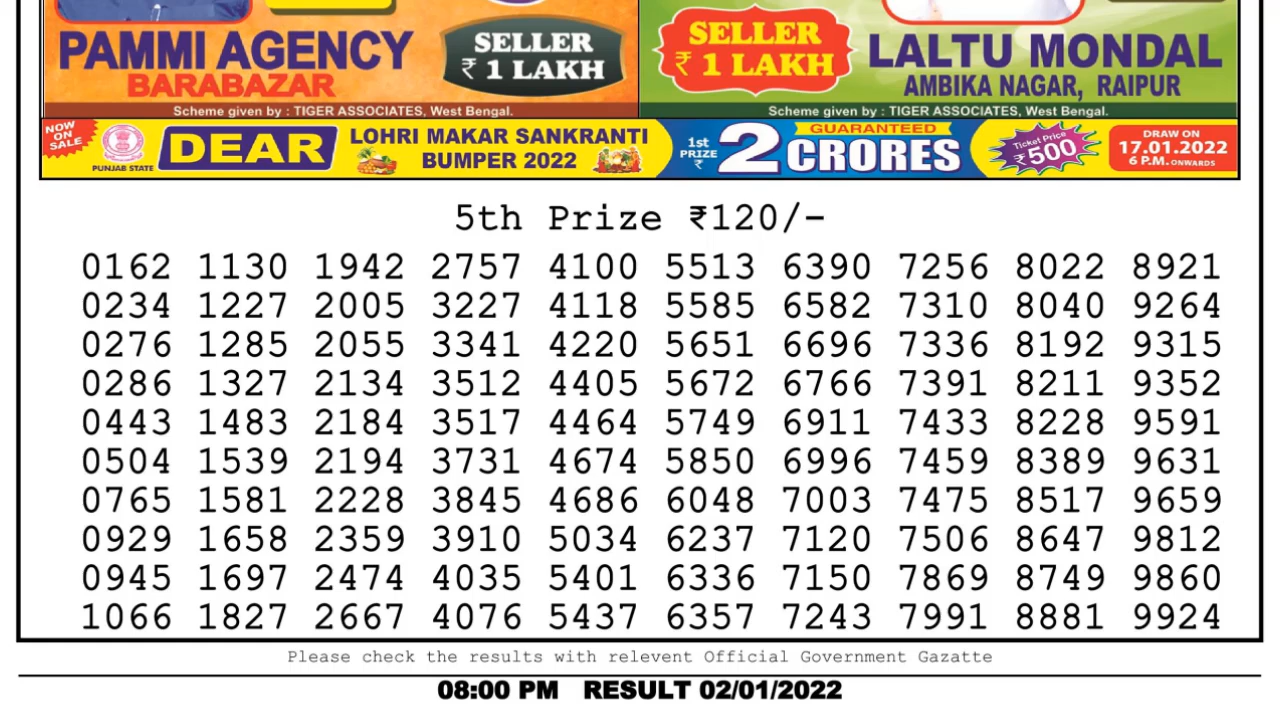 PAMMI AGENCY
BARABAZAR
SELLER
₹ 1 LAKH
Scheme given by : TIGER ASSOCIATES, West Bengal.
SELLER
₹ 1 LAKH
LALTU MONDAL
AMBIKA NAGAR, RAIPUR
Scheme given by : TIGER ASSOCIATES, West Bengal.
NOW
ON
SALE
PUNJAB STATE
DEAR
LOHRI MAKAR SANKRANTI
BUMPER 2022
1st
PRIZE
₹
2
GUARANTEED
CRORES
Ticket Price
₹500
DRAW ON
17.01.2022
6 P.M. ONWARDS
5th Prize ₹120/-
0162 1130 1942 2757 4100 5513 6390 7256 8022 8921
0234 1227 2005 3227 4118 5585 6582 7310 8040 9264
0276 1285 2055 3341 4220 5651 6696 7336 8192 9315
0286 1327 2134 3512 4405 5672 6766 7391 8211 9352
0443 1483 2184 3517 4464 5749 6911 7433 8228 9591
0504 1539 2194 3731 4674 5850 6996 7459 8389 9631
0765 1581 2228 3845 4686 6048 7003 7475 8517 9659
0929 1658 2359 3910 5034 6237 7120 7506 8647 9812
0945 1697 2474 4035 5401 6336 7150 7869 8749 9860
1066 1827 2667 4076 5437 6357 7243 7991 8881 9924
Please check the results with relevent Official Government Gazatte
08:00 PM RESULT 02/01/2022